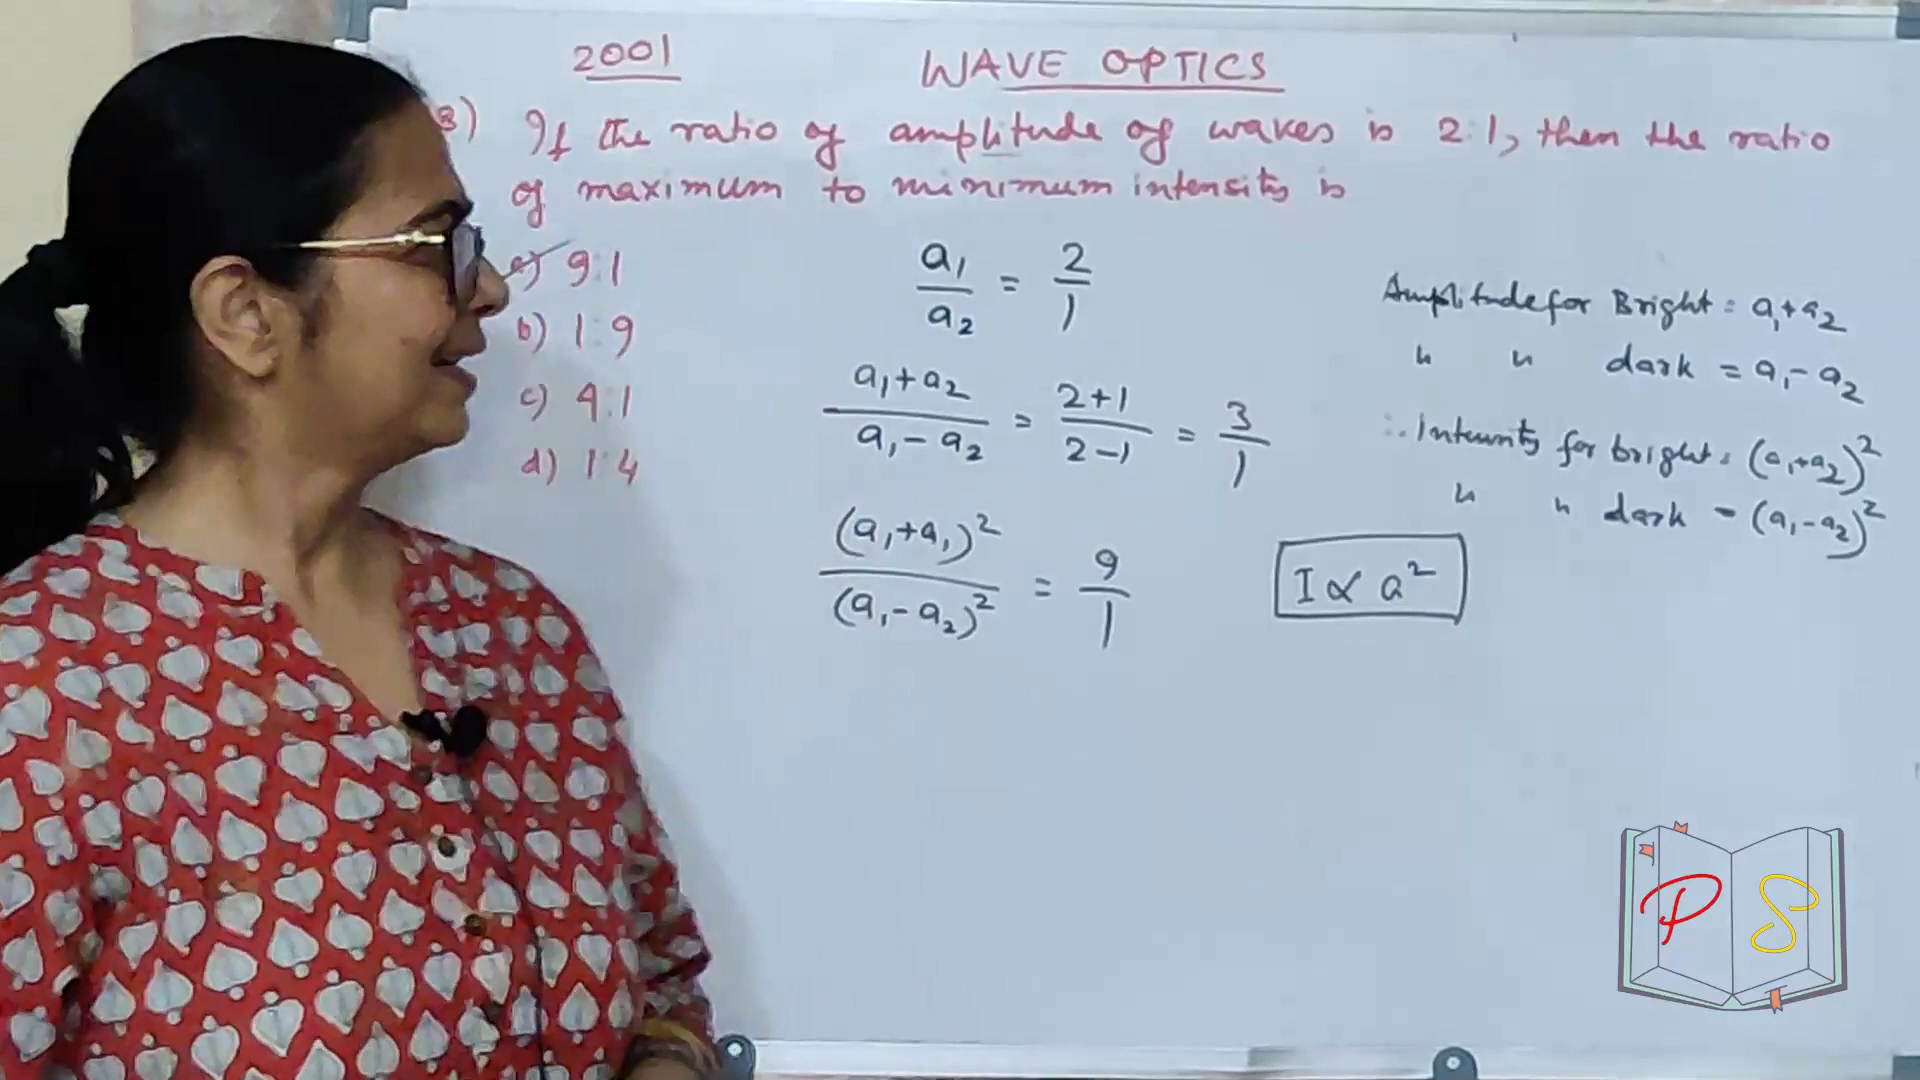 2001
WAVE OPTICS
8) If the ratio of amplitude of waves is 2:1, then the ratio
of maximum to minimum intensity is
a) 9:1
b) 1:9
c) 4:1
d) 1:4
a₁/a₂ = 2/1
a₁+a₂/a₁-a₂ = 2+1/2-1 = 3/1
(a₁+a₁)²/(a₁-a₂)² = 9/1
Amplitude for Bright = a₁+a₂
" " dark = a₁-a₂
∴ Intensity for bright = (a₁+a₂)²
" " dark = (a₁-a₂)²
I ∝ a²
P S